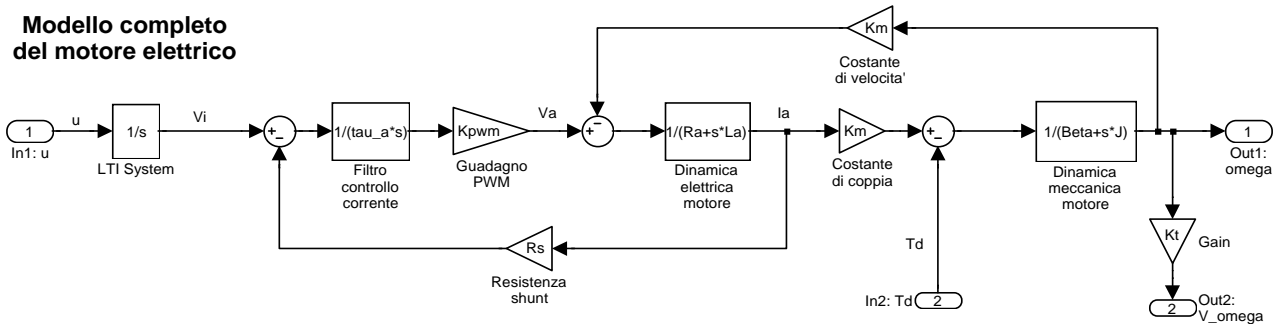 Modello completo
del motore elettrico
Km
Costante
di velocita'
1
In1: u
u
1/s
LTI System
Vi
+
−
1/(tau_a*s)
Filtro
controllo
corrente
Kpwm
Guadagno
PWM
Va
+
−
1/(Ra+s*La)
Dinamica
elettrica
motore
Ia
Km
Costante
di coppia
+
−
1/(Beta+s*J)
Dinamica
meccanica
motore
1
Out1:
omega
Rs
Resistenza
shunt
Td
In2: Td
2
Kt
Gain
2
Out2:
V_omega